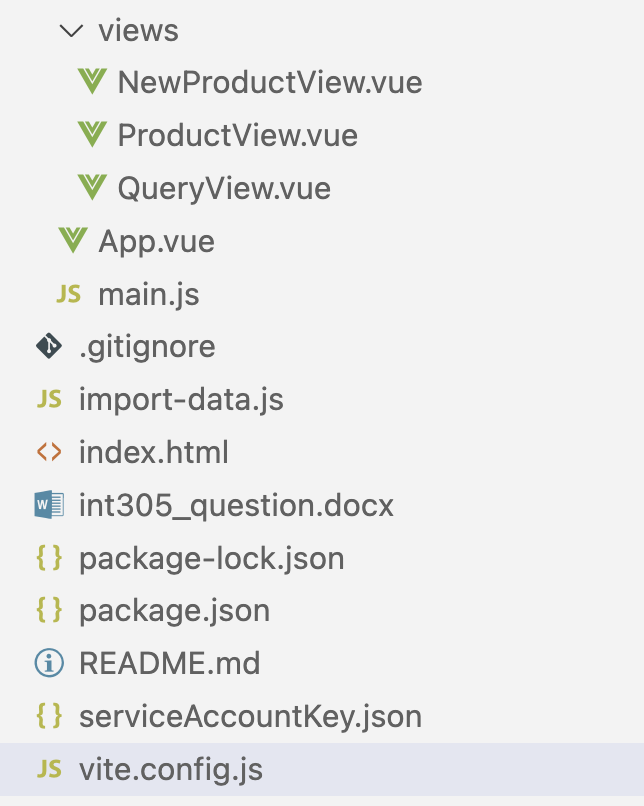 views
NewProductView.vue
ProductView.vue
QueryView.vue
App.vue
JS main.js
.gitignore
JS import-data.js
<> index.html
W int305_question.docx
{ } package-lock.json
{ } package.json
i README.md
{ } serviceAccountKey.json
JS vite.config.js